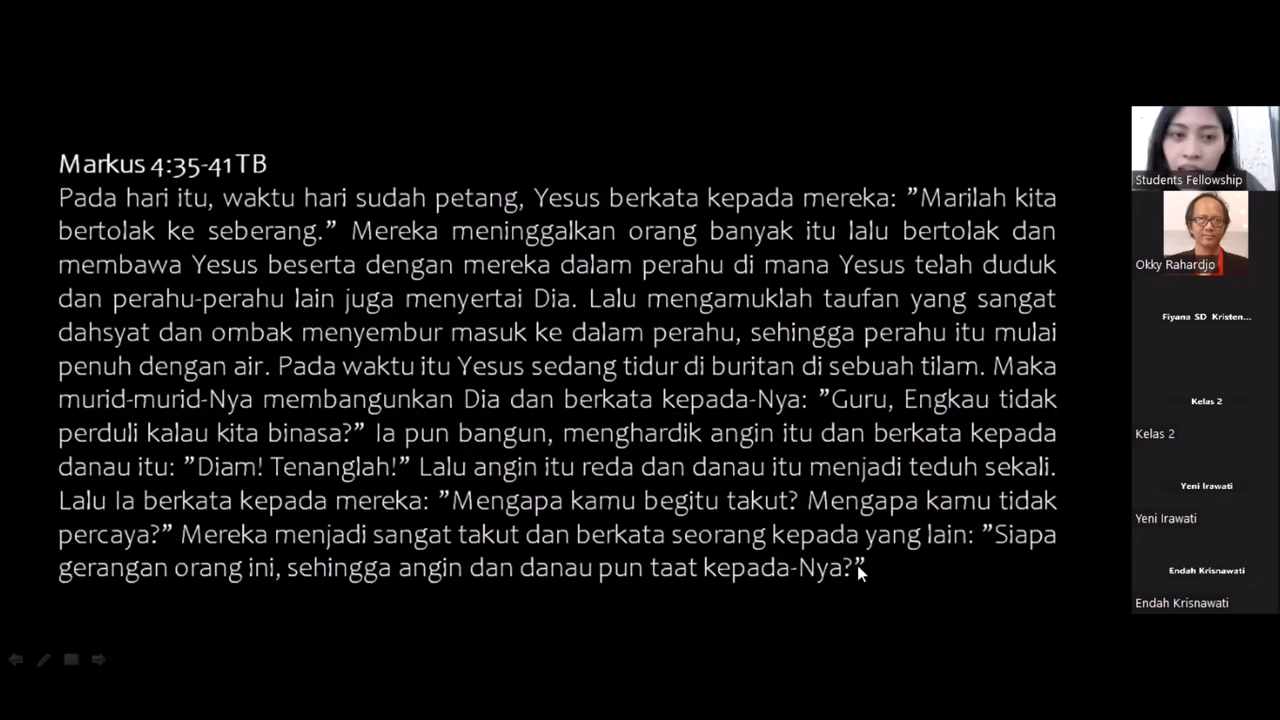 Markus 4:35-41 TB
Pada hari itu, waktu hari sudah petang, Yesus berkata kepada mereka: ”Marilah kita
bertolak ke seberang.” Mereka meninggalkan orang banyak itu lalu bertolak dan
membawa Yesus beserta dengan mereka dalam perahu di mana Yesus telah duduk
dan perahu-perahu lain juga menyertai Dia. Lalu mengamuklah taufan yang sangat
dahsyat dan ombak menyembur masuk ke dalam perahu, sehingga perahu itu mulai
penuh dengan air. Pada waktu itu Yesus sedang tidur di buritan di sebuah tilam. Maka
murid-murid-Nya membangunkan Dia dan berkata kepada-Nya: ”Guru, Engkau tidak
perduli kalau kita binasa?” Ia pun bangun, menghardik angin itu dan berkata kepada
danau itu: ”Diam! Tenanglah!” Lalu angin itu reda dan danau itu menjadi teduh sekali.
Lalu Ia berkata kepada mereka: ”Mengapa kamu begitu takut? Mengapa kamu tidak
percaya?” Mereka menjadi sangat takut dan berkata seorang kepada yang lain: ”Siapa
gerangan orang ini, sehingga angin dan danau pun taat kepada-Nya?”
Students Fellowship
Okky Rahardjo
Fiyana SD Kristen...
Kelas 2
Kelas 2
Yeni Irawati
Yeni Irawati
Endah Krisnawati
Endah Krisnawati